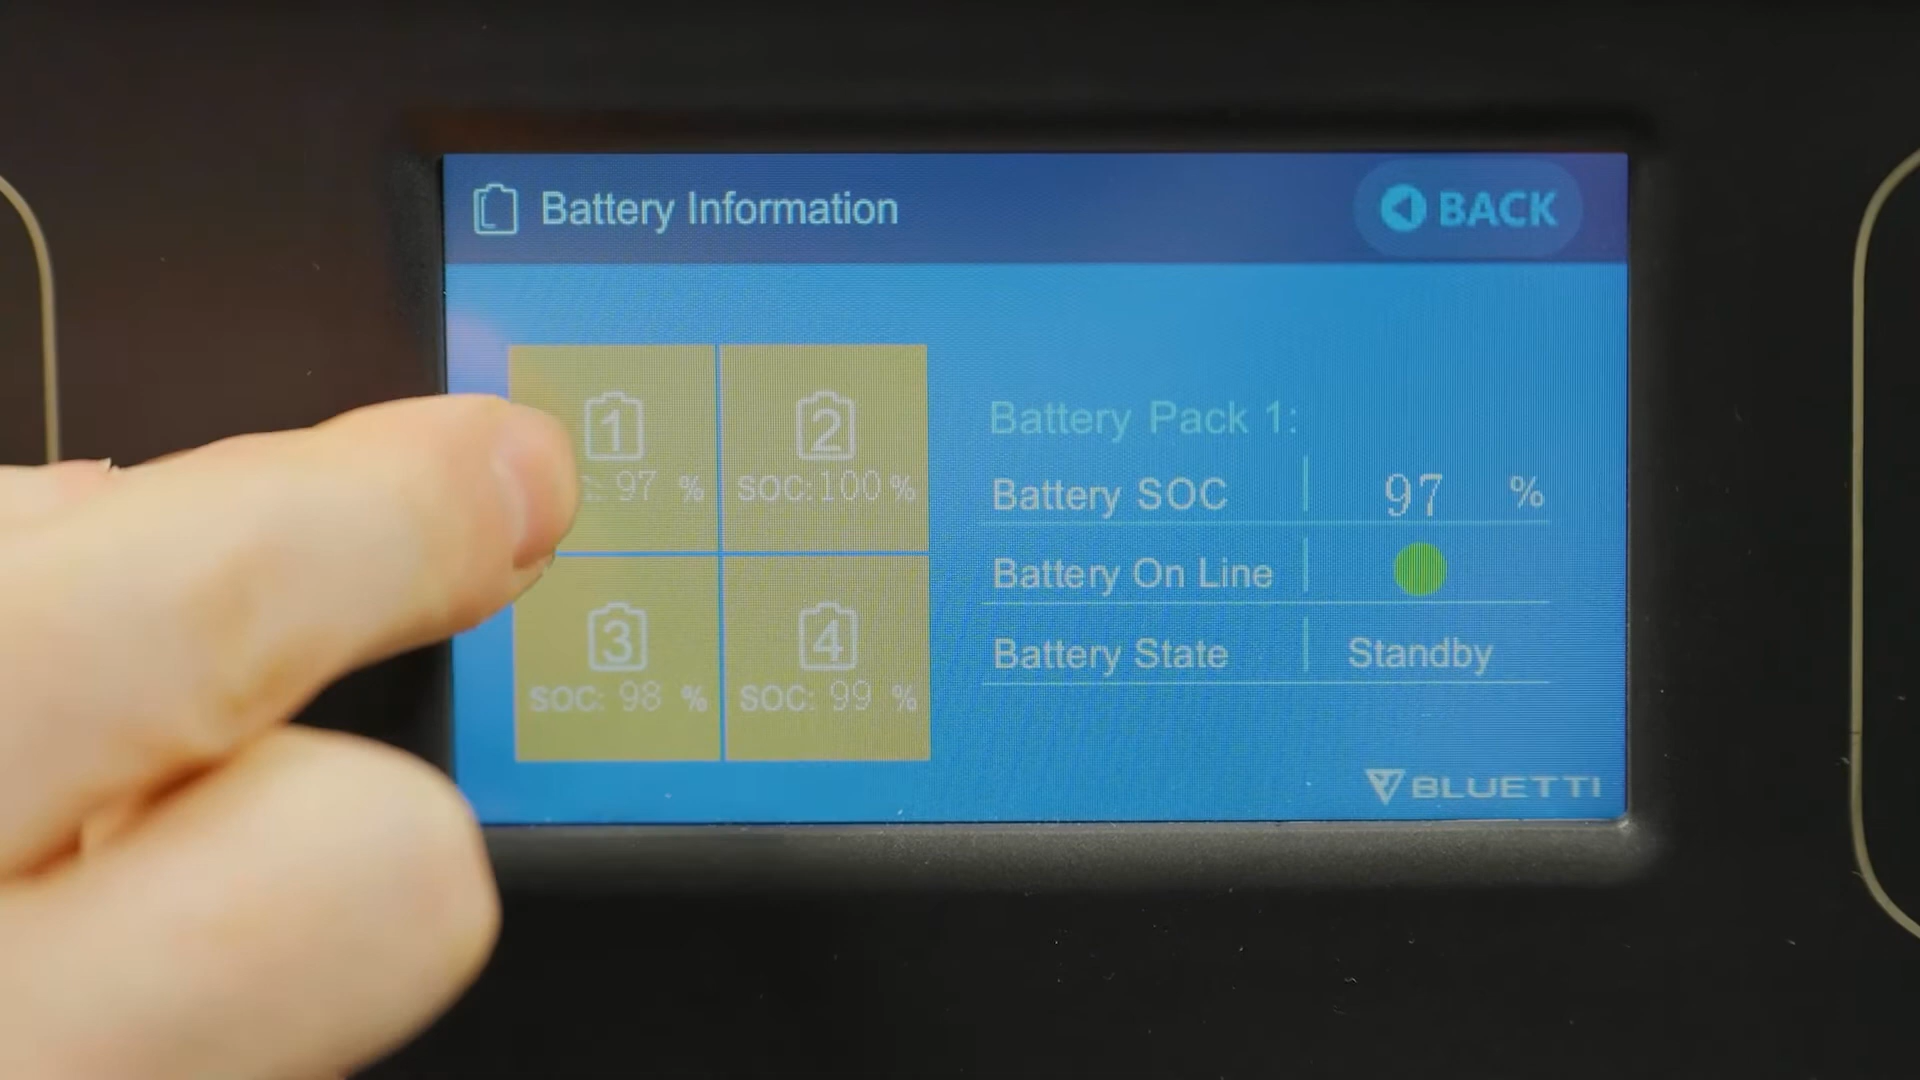 Battery Information
BACK
1
97 %
2
SOC:100 %
3
SOC: 98 %
4
SOC: 99 %
Battery Pack 1:
Battery SOC 97 %
Battery On Line
Battery State Standby
BLUETTI